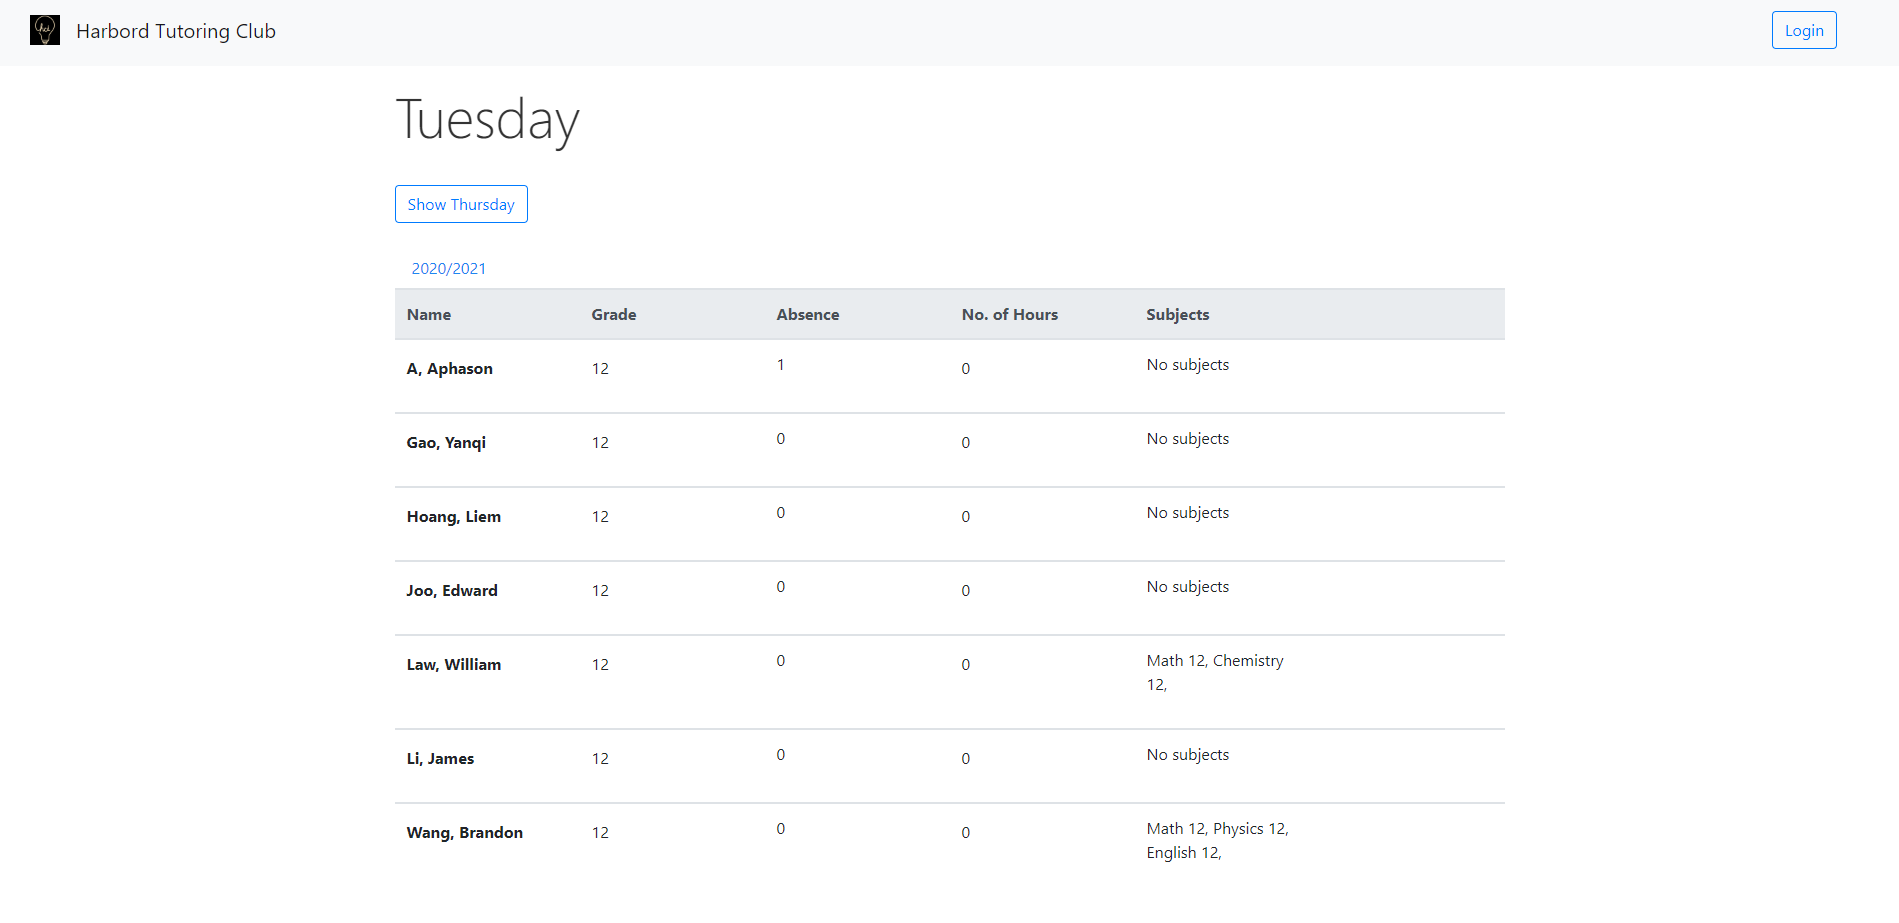 hct
Harbord Tutoring Club
Login
Tuesday
Show Thursday
2020/2021
Name Grade Absence No. of Hours Subjects
A, Aphason 12 1 0 No subjects
Gao, Yanqi 12 0 0 No subjects
Hoang, Liem 12 0 0 No subjects
Joo, Edward 12 0 0 No subjects
Law, William 12 0 0 Math 12, Chemistry
12,
Li, James 12 0 0 No subjects
Wang, Brandon 12 0 0 Math 12, Physics 12,
English 12,